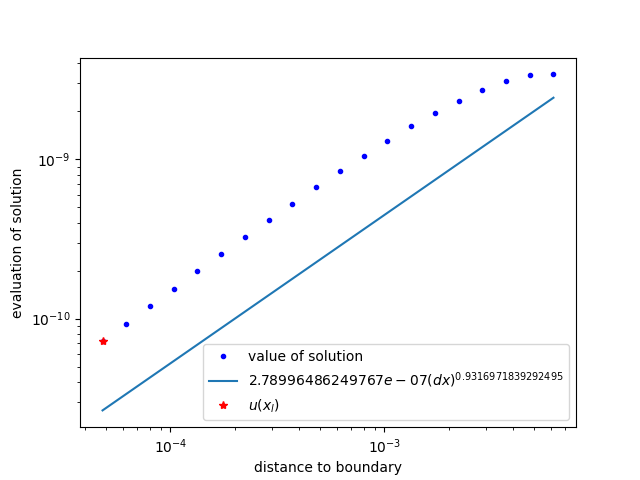 evaluation of solution
10⁻⁹
10⁻¹⁰
value of solution
2.78996486249767e − 07(dx)^0.9316971839292495
u(x_l)
10⁻⁴
10⁻³
distance to boundary